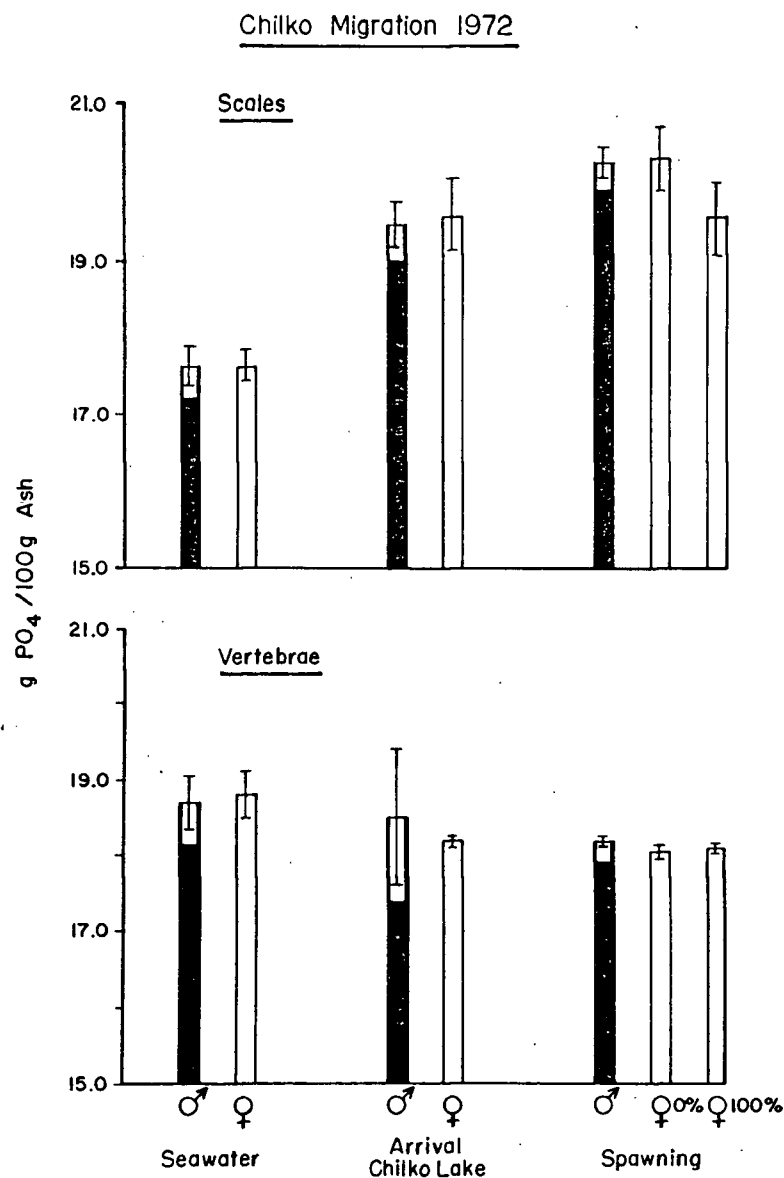 Chilko Migration 1972
Scales
21.0
19.0
17.0
15.0
g PO4/100g Ash
Vertebrae
21.0
19.0
17.0
15.0
♂ ♀ ♂ ♀ ♂ ♀0% ♀100%
Seawater
Arrival
Chilko Lake
Spawning